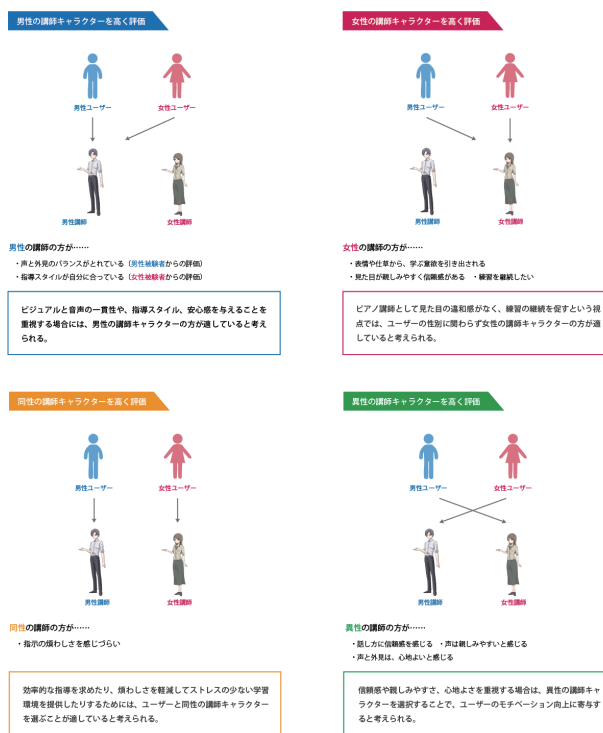 男性の講師キャラクターを高く評価
男性ユーザー
女性ユーザー
男性講師
女性講師
男性の講師の方が……
・声と外見のバランスがとれている（男性被験者からの評価）
・指導スタイルが自分に合っている（女性被験者からの評価）
ビジュアルと音声の一貫性や、指導スタイル、安心感を与えることを
重視する場合には、男性の講師キャラクターの方が適していると考え
られる。
女性の講師キャラクターを高く評価
男性ユーザー
女性ユーザー
男性講師
女性講師
女性の講師の方が……
・表情や仕草から、学ぶ意欲を引き出される
・見た目が親しみやすく信頼感がある ・練習を継続したい
ピアノ講師として見た目の違和感がなく、練習の継続を促すという視
点では、ユーザーの性別に関わらず女性の講師キャラクターの方が適
していると考えられる。
同性の講師キャラクターを高く評価
男性ユーザー
女性ユーザー
男性講師
女性講師
同性の講師の方が……
・指示の煩わしさを感じづらい
効率的な指導を求めたり、煩わしさを軽減してストレスの少ない学習
環境を提供したりするためには、ユーザーと同性の講師キャラクター
を選ぶことが適していると考えられる。
異性の講師キャラクターを高く評価
男性ユーザー
女性ユーザー
男性講師
女性講師
異性の講師の方が……
・話し方に信頼感を感じる ・声は親しみやすいと感じる
・声と外見は、心地よいと感じる
信頼感や親しみやすさ、心地よさを重視する場合は、異性の講師キャ
ラクターを選択することで、ユーザーのモチベーション向上に寄与す
ると考えられる。